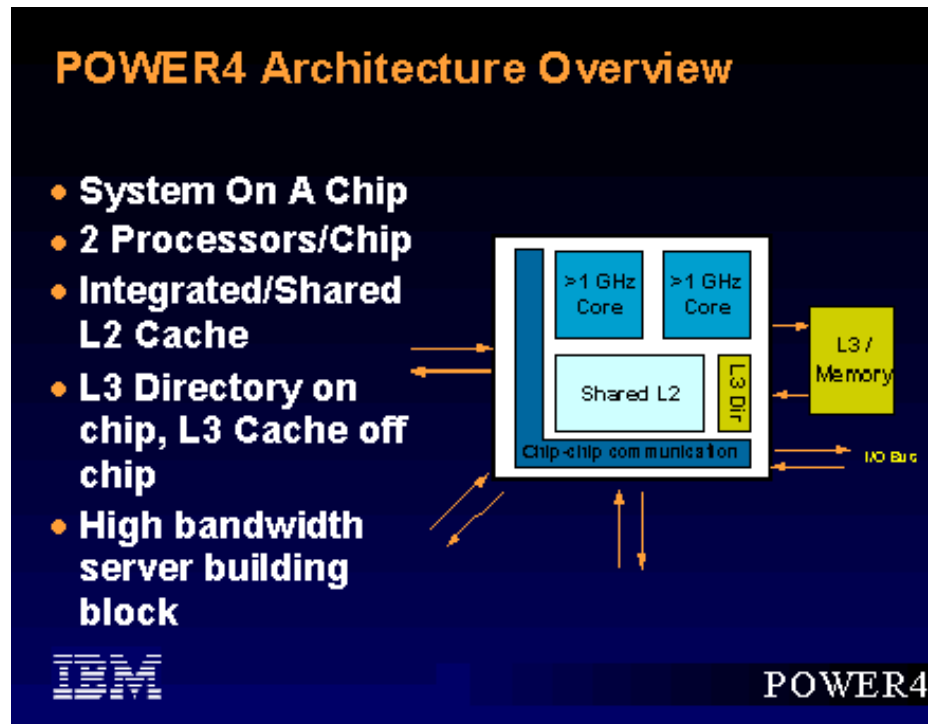 POWER4 Architecture Overview
• System On A Chip
• 2 Processors/Chip
• Integrated/Shared
L2 Cache
• L3 Directory on
chip, L3 Cache off
chip
• High bandwidth
server building
block
>1 GHz
Core
>1 GHz
Core
Shared L2
L3 Dir
Chip-chip communication
L3 /
Memory
I/O Bus
IBM
POWER4